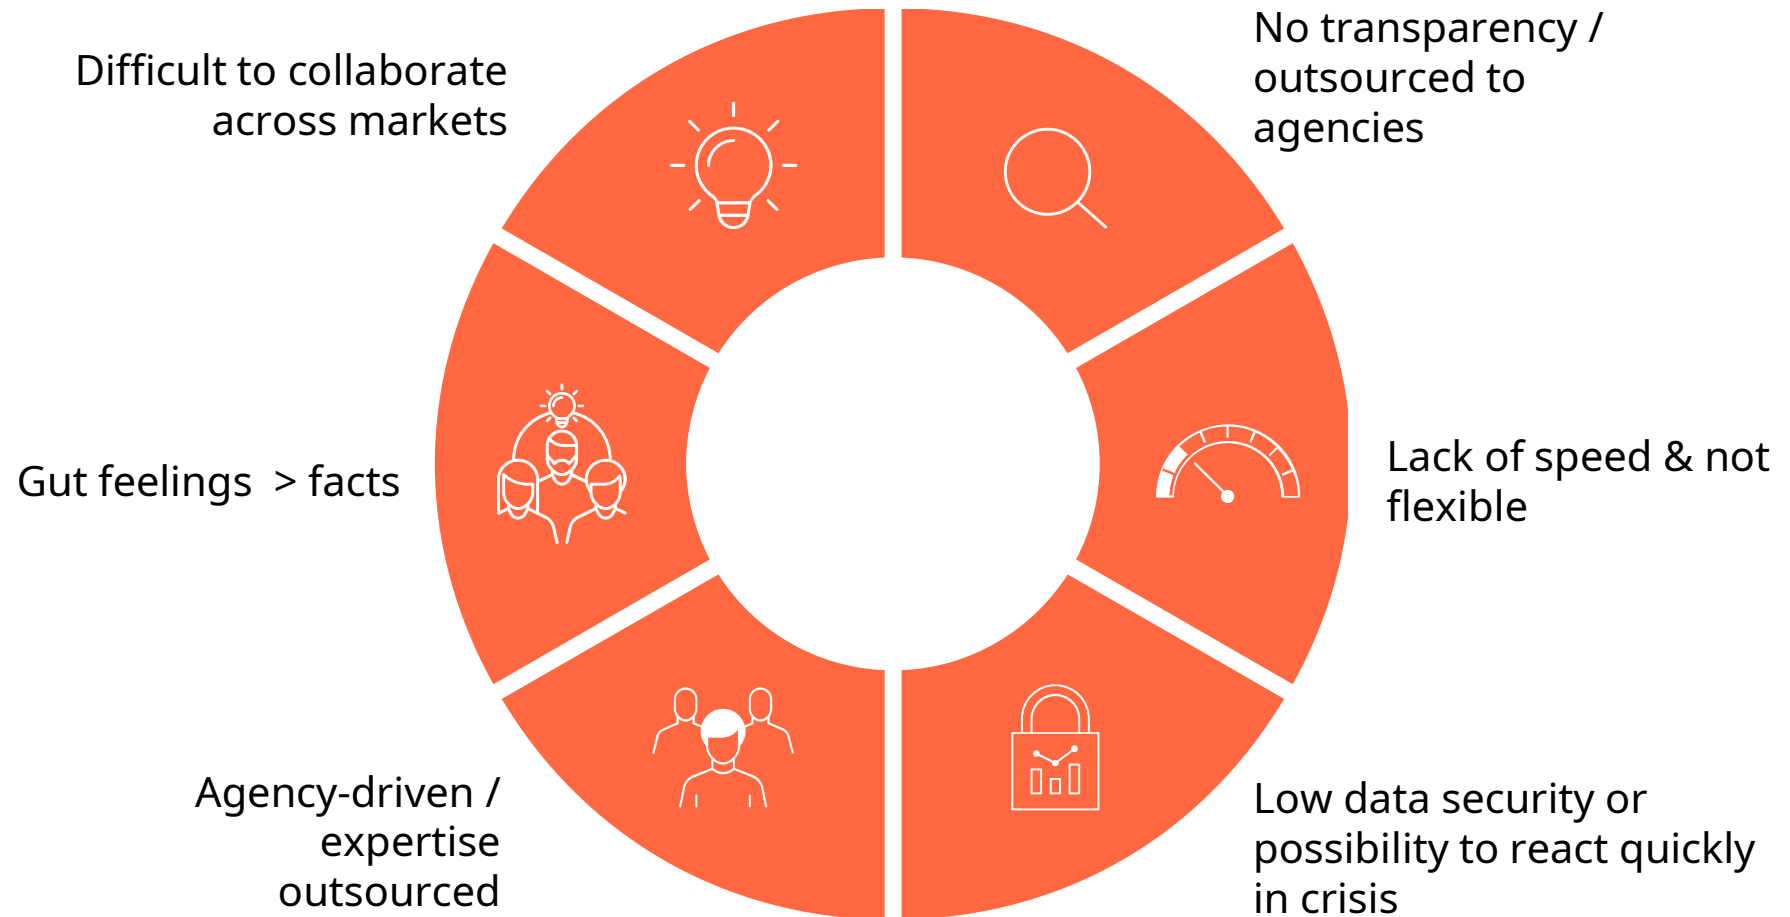 Difficult to collaborate
across markets
No transparency /
outsourced to
agencies
Gut feelings  > facts
Lack of speed & not
flexible
Agency-driven /
expertise
outsourced
Low data security or
possibility to react quickly
in crisis